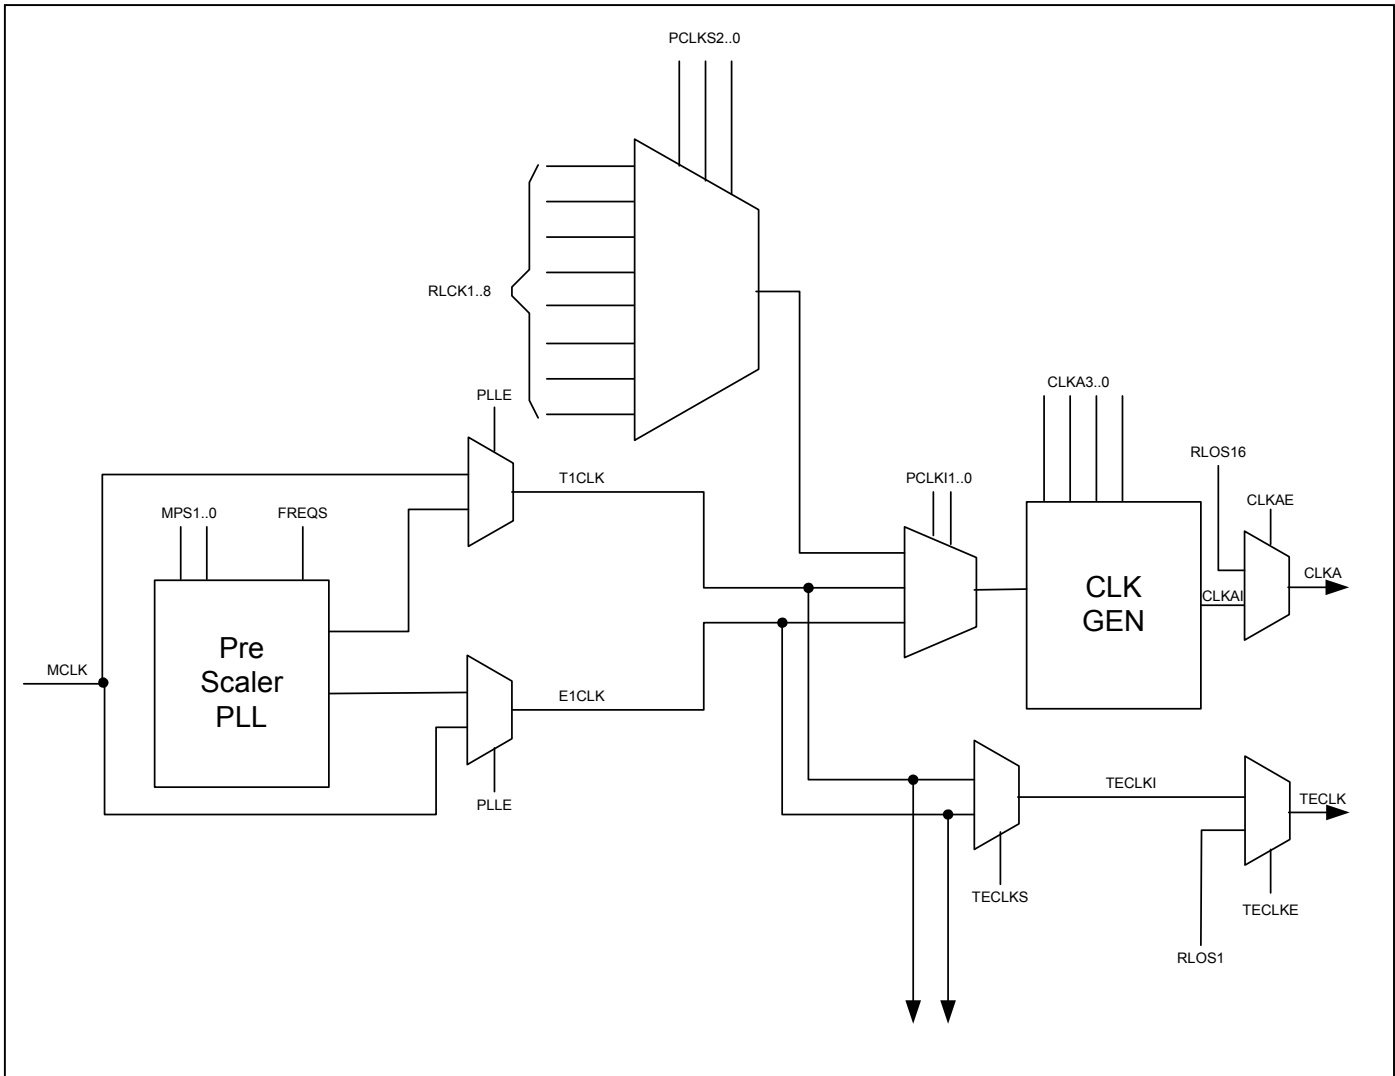 PCLKS2..0
RLCK1..8
PLLE
CLKA3..0
RLOS16
T1CLK
PCLKI1..0
CLKAE
MPS1..0
FREQS
CLKA
CLK
GEN
CLKAI
Pre
Scaler
PLL
MCLK
E1CLK
PLLE
TECLKI
TECLK
TECLKS
TECLKE
RLOS1